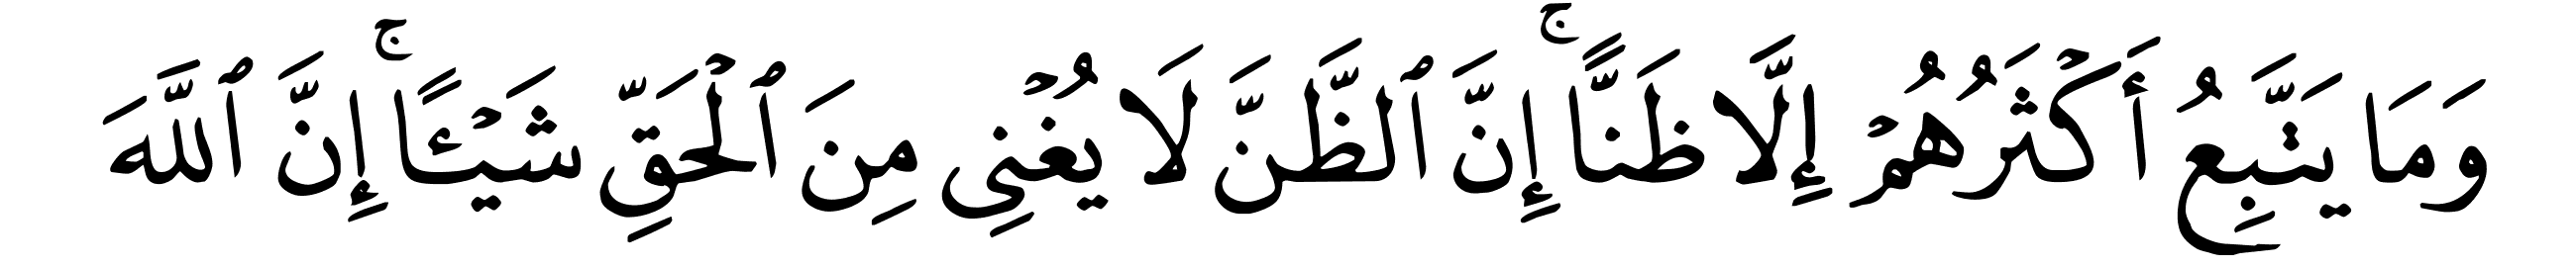 وَمَا يَتَّبِعُ أَكْثَرُهُمْ إِلَّا ظَنًّا ۚ إِنَّ ٱلظَّنَّ لَا يُغْنِى مِنَ ٱلْحَقِّ شَيْـًٔا ۚ إِنَّ ٱللَّهَ